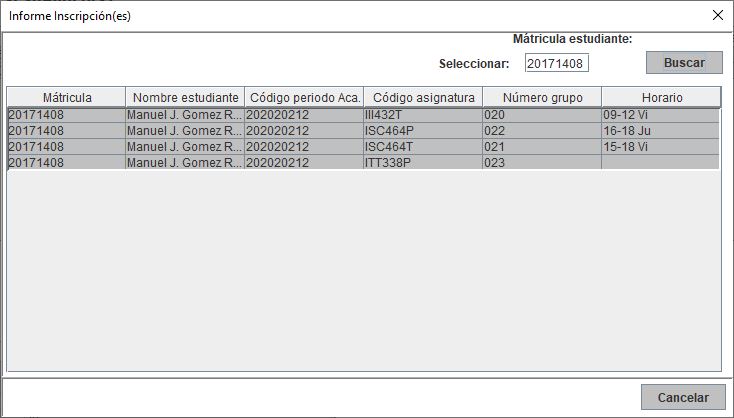 Informe Inscripción(es)
Mátricula estudiante:
Seleccionar: 20171408 Buscar
Mátricula Nombre estudiante Código periodo Aca. Código asignatura Número grupo Horario
20171408 Manuel J. Gomez R... 202020212 III432T 020 09-12 Vi
20171408 Manuel J. Gomez R... 202020212 ISC464P 022 16-18 Ju
20171408 Manuel J. Gomez R... 202020212 ISC464T 021 15-18 Vi
20171408 Manuel J. Gomez R... 202020212 ITT338P 023
Cancelar